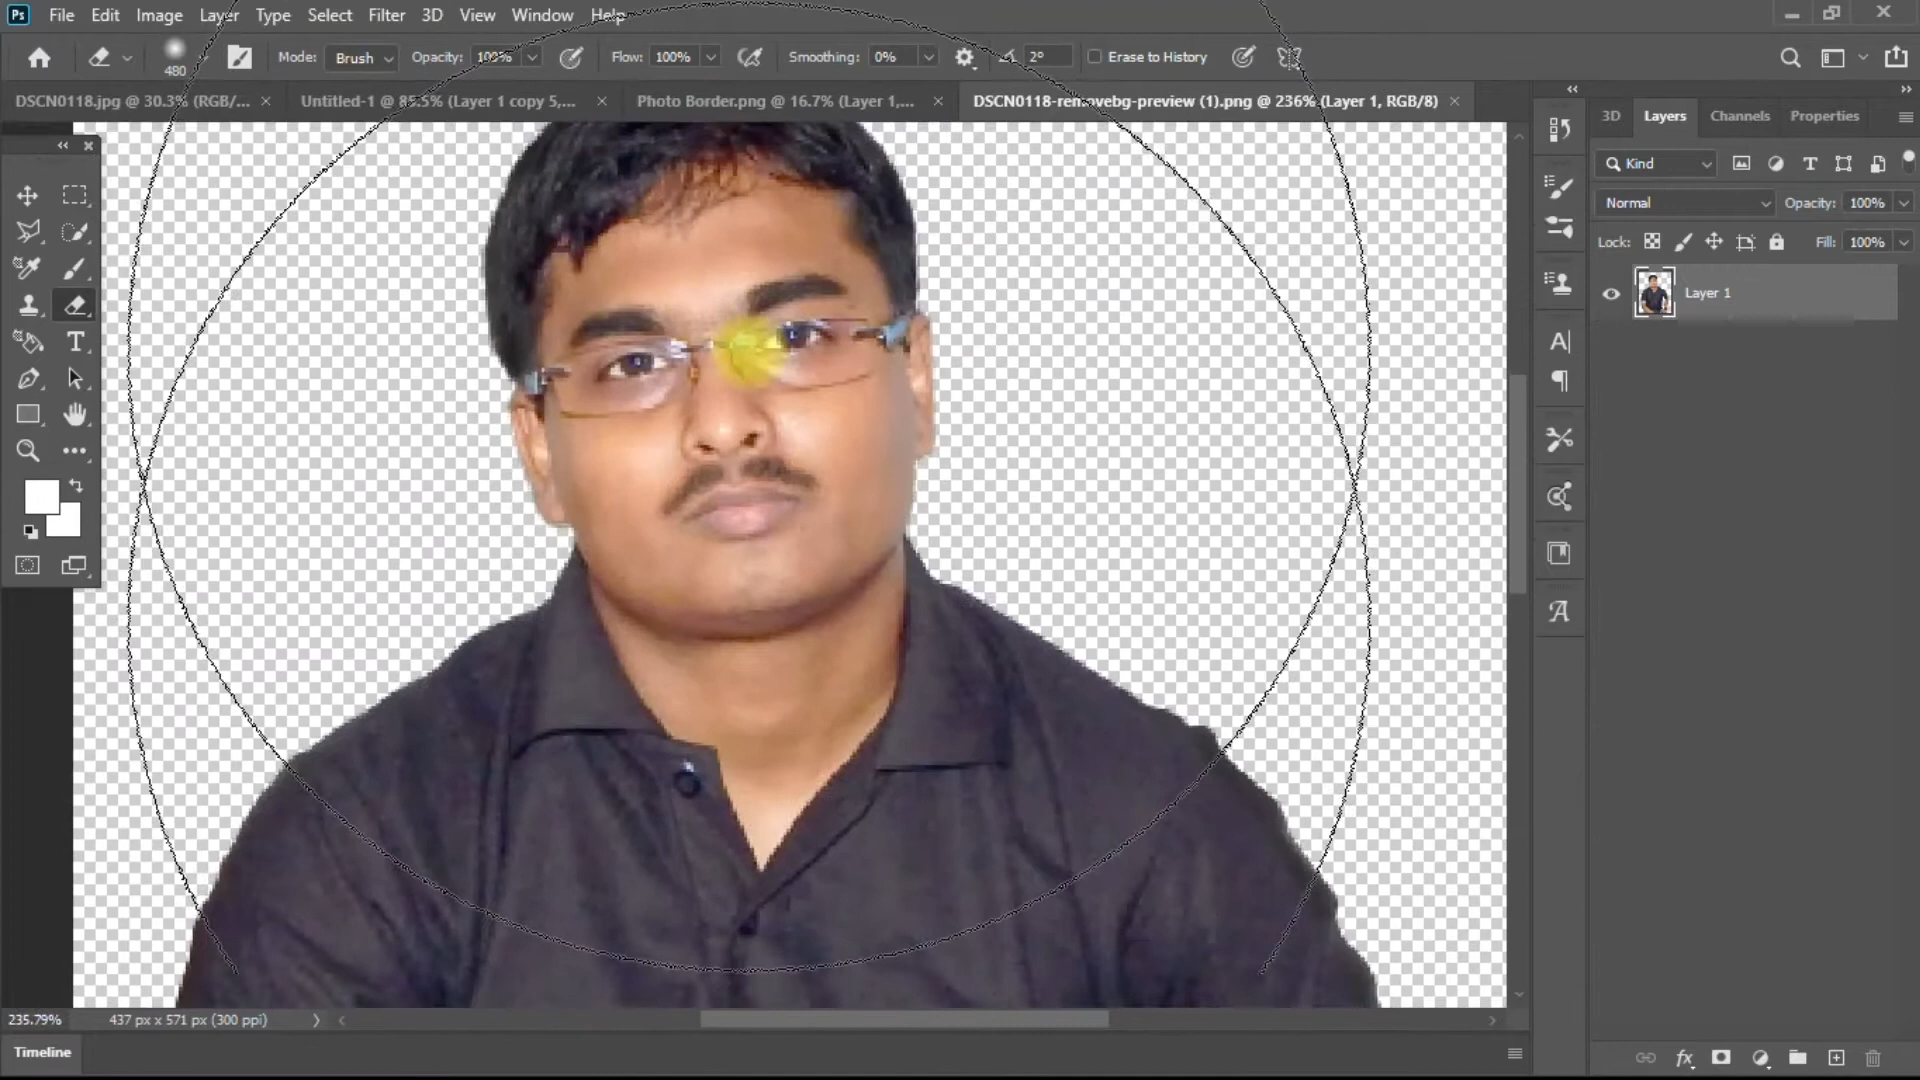 Ps File Edit Image Layer Type Select Filter 3D View Window Help
480 Mode: Brush Opacity: 100% Flow: 100% Smoothing: 0% 2° Erase to History
DSCN0118.jpg @ 30.3% (RGB/... Untitled-1 @ 85.5% (Layer 1 copy 5,... Photo Border.png @ 16.7% (Layer 1,... DSCN0118-removebg-preview (1).png @ 236% (Layer 1, RGB/8)
3D Layers Channels Properties
Kind
Normal Opacity: 100%
Lock: Fill: 100%
Layer 1
235.79% 437 px x 571 px (300 ppi)
Timeline